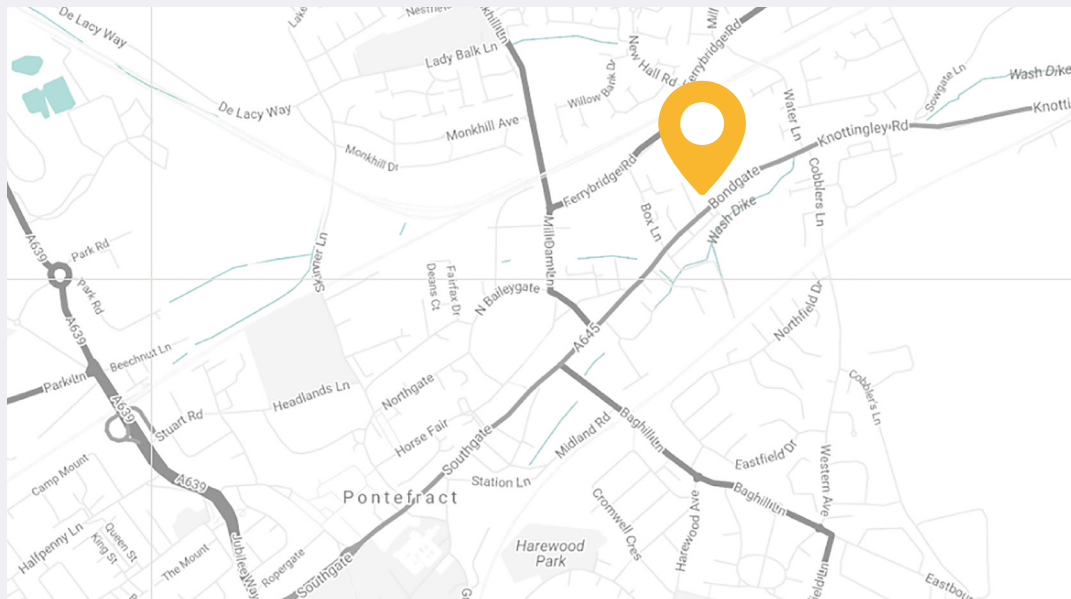 De Lacy Way
Nestfield
Lady Balk Ln
New Hall Rd
Ferrybridge Rd
Mill
Sowgate Ln
Wash Dike
De Lacy Way
Willow Bank Dr
Water Ln
Knottingley Rd
Knotti
Monkhill Ave
Monkhill Dr
Ferrybridge Rd
Bondgate
Cobblers Ln
Box Ln
Wash Dike
A639
Park Rd
Skinner Ln
Mill Dam Ln
Park Rd
Deans Ct
Fairfax Dr
N Baileygate
Northfield Dr
A639
A645
Beechnut Ln
Park Ln
Headlands Ln
Northgate
Cobbler's Ln
A639
Stuart Rd
Horse Fair
Southgate
Midland Rd
Baghill Ln
Eastfield Dr
Western Ave
Camp Mount
A639
Station Ln
Pontefract
Baghill Ln
Cromwell Cres
Harewood Ave
Halfpenny Ln
Queen St
King St
The Mount
Jubilee Way
Ropergate
Southgate
Harewood
Park
Eastbou